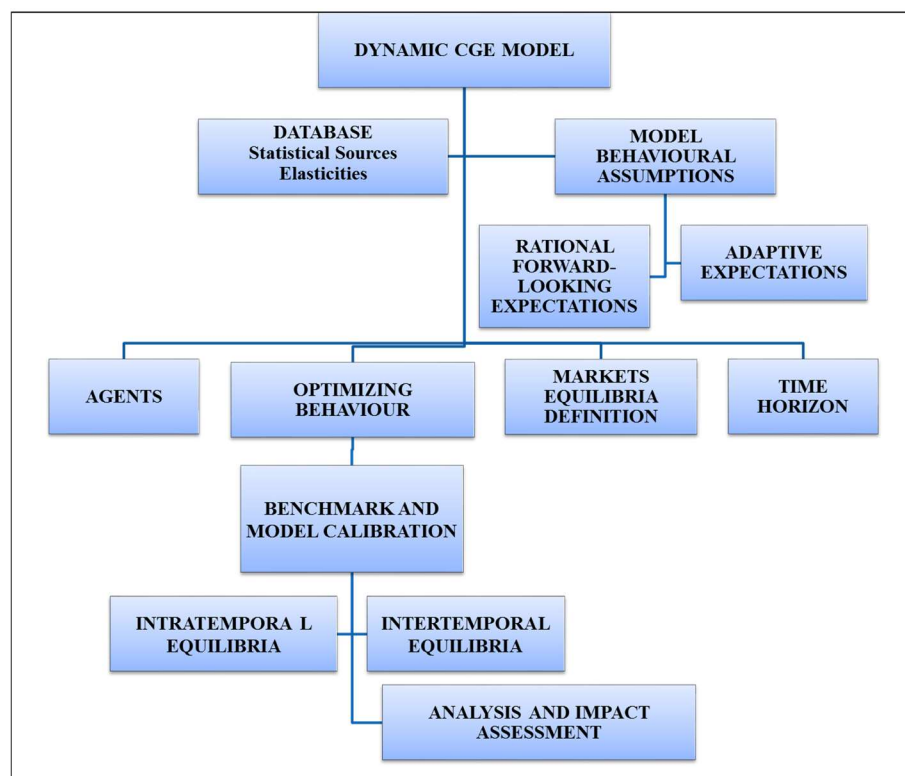 DYNAMIC CGE MODEL
DATABASE
Statistical Sources
Elasticities
MODEL
BEHAVIOURAL
ASSUMPTIONS
RATIONAL
FORWARD-
LOOKING
EXPECTATIONS
ADAPTIVE
EXPECTATIONS
AGENTS
OPTIMIZING
BEHAVIOUR
MARKETS
EQUILIBRIA
DEFINITION
TIME
HORIZON
BENCHMARK AND
MODEL CALIBRATION
INTRATEMPORA L
EQUILIBRIA
INTERTEMPORAL
EQUILIBRIA
ANALYSIS AND IMPACT
ASSESSMENT